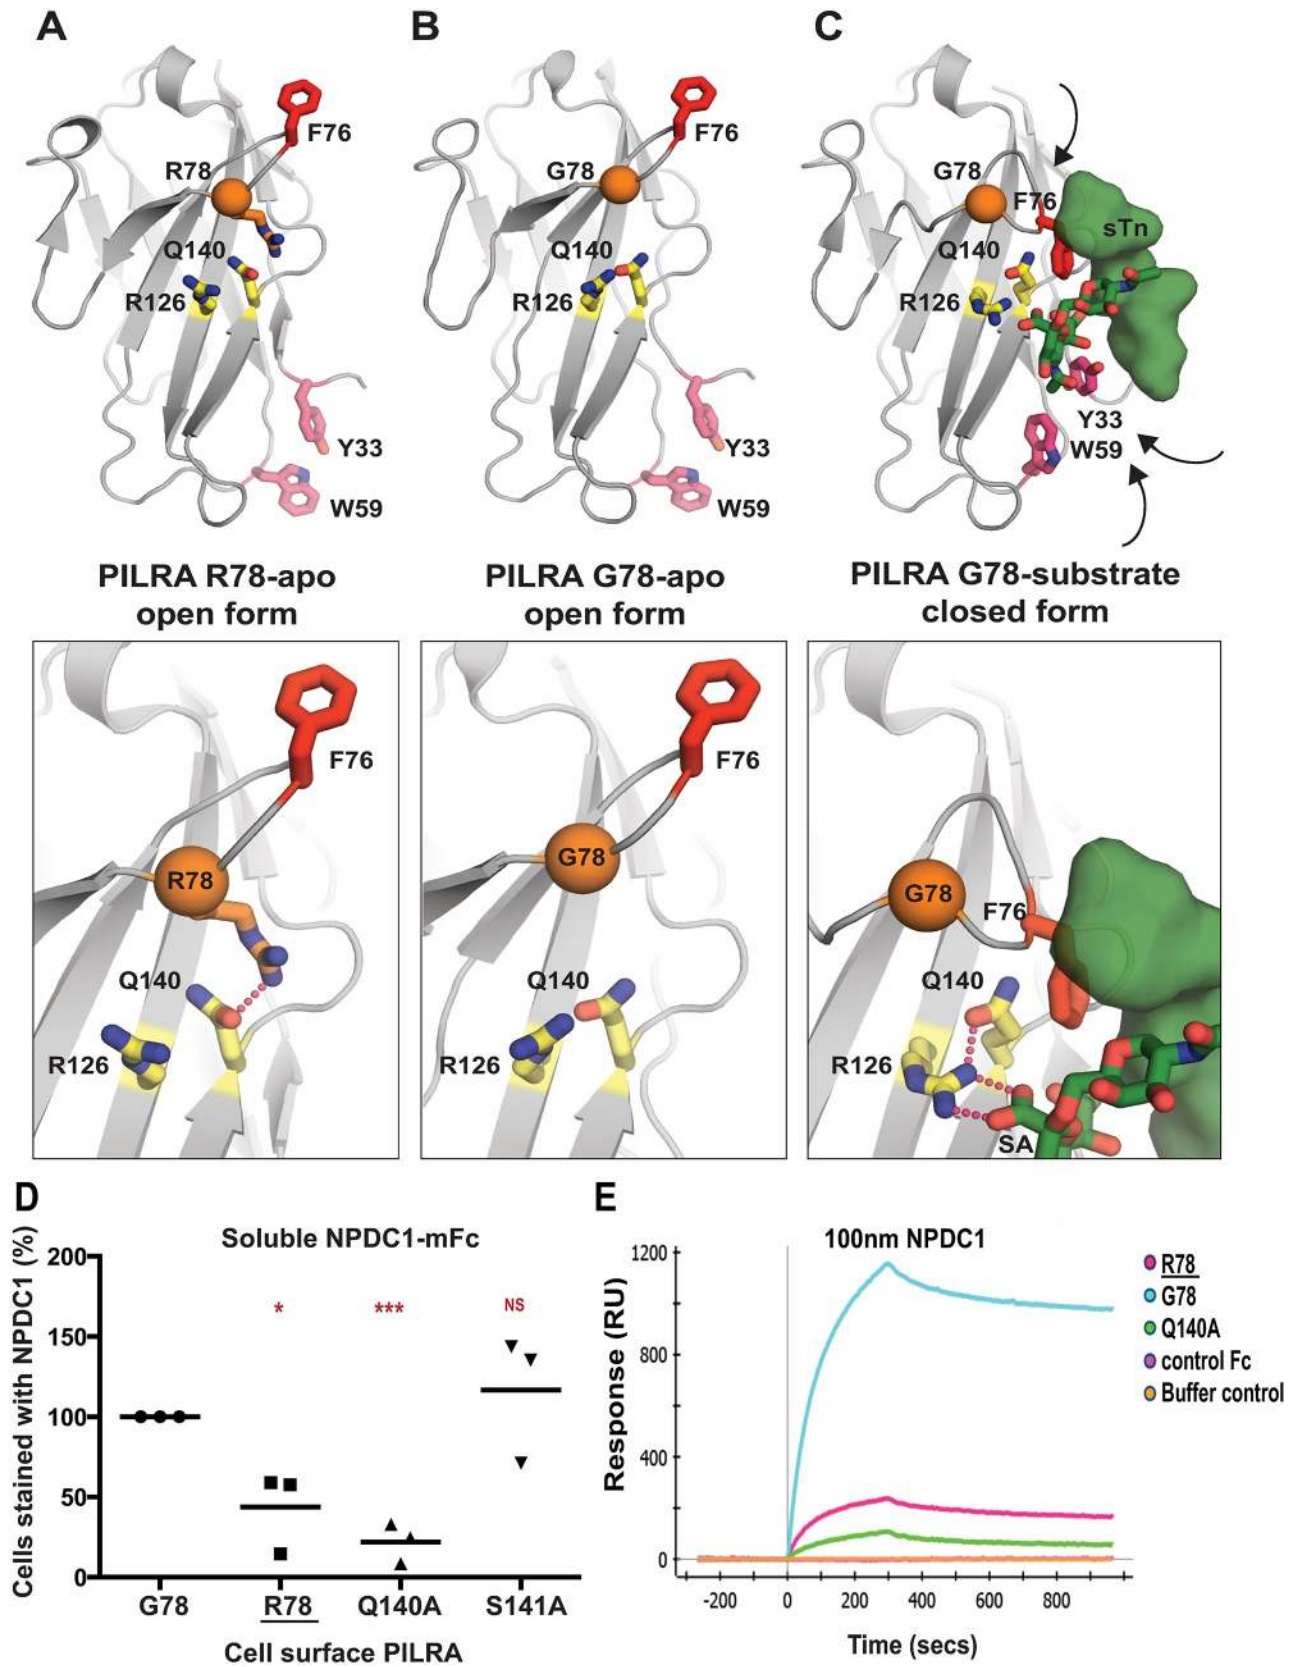 A
B
C
F76
R78
Q140
R126
Y33
W59
F76
G78
Q140
R126
Y33
W59
G78
F76
sTn
Q140
R126
Y33
W59
PILRA R78-apo
open form
PILRA G78-apo
open form
PILRA G78-substrate
closed form
F76
R78
Q140
R126
F76
G78
Q140
R126
G78
F76
Q140
R126
SA
D
Soluble NPDC1-mFc
Cells stained with NPDC1 (%)
200
150
100
50
0
*
***
NS
G78
R78
Q140A
S141A
Cell surface PILRA
E
100nm NPDC1
Response (RU)
1200
800
400
0
-200
0
200
400
600
800
Time (secs)
R78
G78
Q140A
control Fc
Buffer control